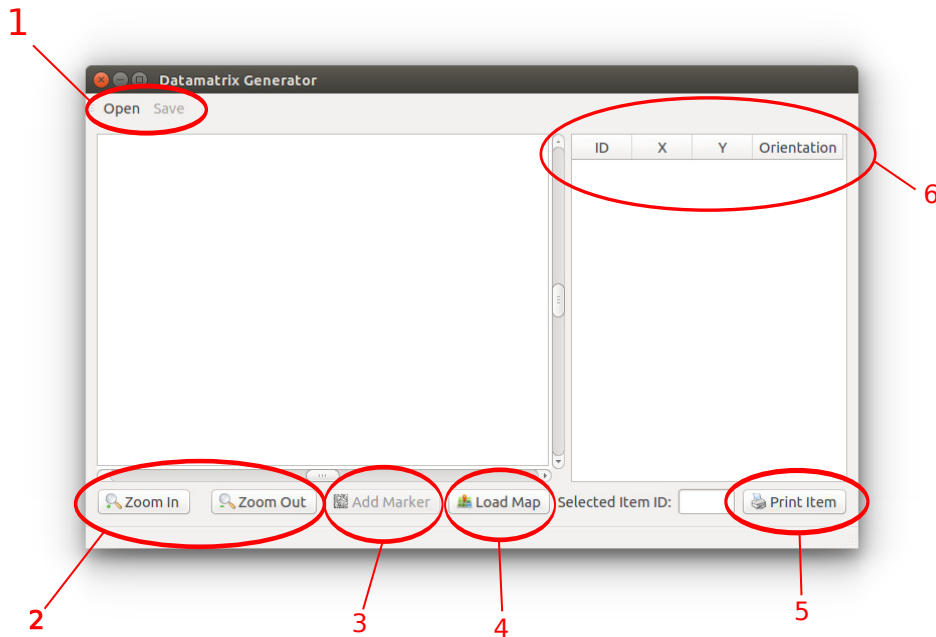 1
Datamatrix Generator
Open Save
ID X Y Orientation
6
Zoom In Zoom Out Add Marker Load Map Selected Item ID: Print Item
2 3 4 5